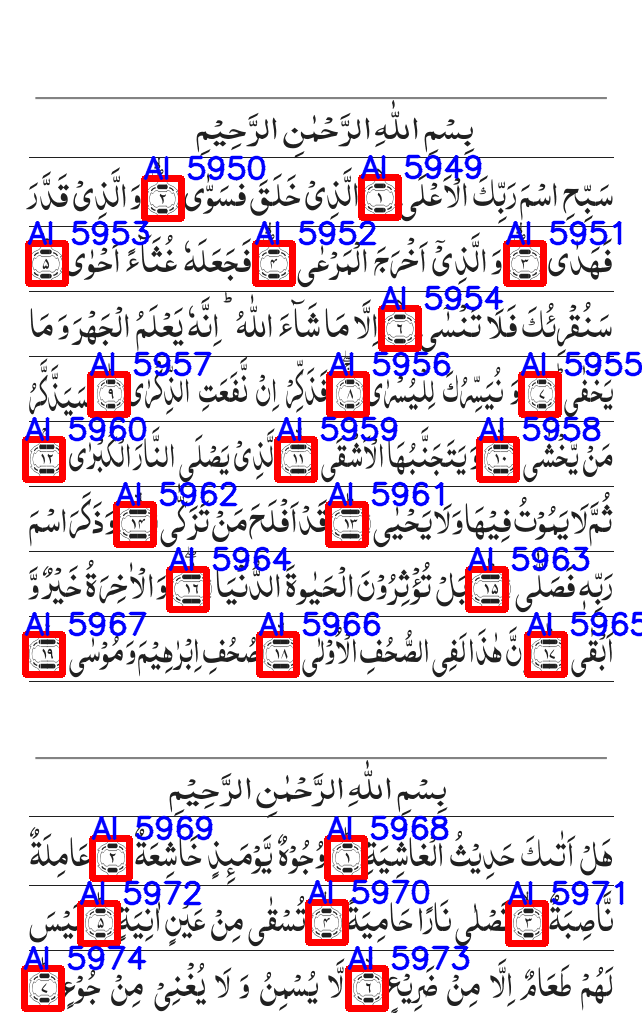 بِسْمِ اللّٰهِ الرَّحْمٰنِ الرَّحِيْمِ
AI 5950 AI 5949
سَبِّحِ اسْمَ رَبِّكَ الْاَعْلٰى ١ الَّذِىْ خَلَقَ فَسَوّٰى ٢ وَ الَّذِىْ قَدَّرَ
AI 5953 AI 5952 AI 5951
فَهَدٰى ٣ وَ الَّذِىْٓ اَخْرَجَ الْمَرْعٰى ٤ فَجَعَلَهٗ غُثَآءً اَحْوٰى ٥
AI 5954
سَنُقْرِئُكَ فَلَا تَنْسٰٓى ٦ اِلَّا مَا شَآءَ اللّٰهُ ؕ اِنَّهٗ يَعْلَمُ الْجَهْرَ وَ مَا
AI 5957 AI 5956 AI 5955
يَخْفٰى ٧ وَ نُيَسِّرُكَ لِلْيُسْرٰى ٨ فَذَكِّرْ اِنْ نَّفَعَتِ الذِّكْرٰى ٩ سَيَذَّكَّرُ
AI 5960 AI 5959 AI 5958
مَنْ يَّخْشٰى ١٠ وَ يَتَجَنَّبُهَا الْاَشْقَى ١١ الَّذِىْ يَصْلَى النَّارَ الْكُبْرٰى ١٢
AI 5962 AI 5961
ثُمَّ لَا يَمُوْتُ فِيْهَا وَلَا يَحْيٰى ١٣ قَدْ اَفْلَحَ مَنْ تَزَكّٰى ١٤ وَ ذَكَرَ اسْمَ
AI 5964 AI 5963
رَبِّهٖ فَصَلّٰى ١٥ بَلْ تُؤْثِرُوْنَ الْحَيٰوةَ الدُّنْيَا ١٦ وَ الْاٰخِرَةُ خَيْرٌ وَّ
AI 5967 AI 5966 AI 5965
اَبْقٰى ١٧ اِنَّ هٰذَا لَفِى الصُّحُفِ الْاُوْلٰى ١٨ صُحُفِ اِبْرٰهِيْمَ وَ مُوْسٰى ١٩
بِسْمِ اللّٰهِ الرَّحْمٰنِ الرَّحِيْمِ
AI 5969 AI 5968
هَلْ اَتٰىكَ حَدِيْثُ الْغَاشِيَةِ ١ وُجُوْهٌ يَّوْمَىِٕذٍ خَاشِعَةٌ ٢ عَامِلَةٌ
AI 5972 AI 5970 AI 5971
نَّاصِبَةٌ ٣ تَصْلٰى نَارًا حَامِيَةً ٤ تُسْقٰى مِنْ عَيْنٍ اٰنِيَةٍ ٥ لَيْسَ
AI 5974 AI 5973
لَهُمْ طَعَامٌ اِلَّا مِنْ ضَرِيْعٍ ٦ لَّا يُسْمِنُ وَ لَا يُغْنِىْ مِنْ جُوْعٍ ٧